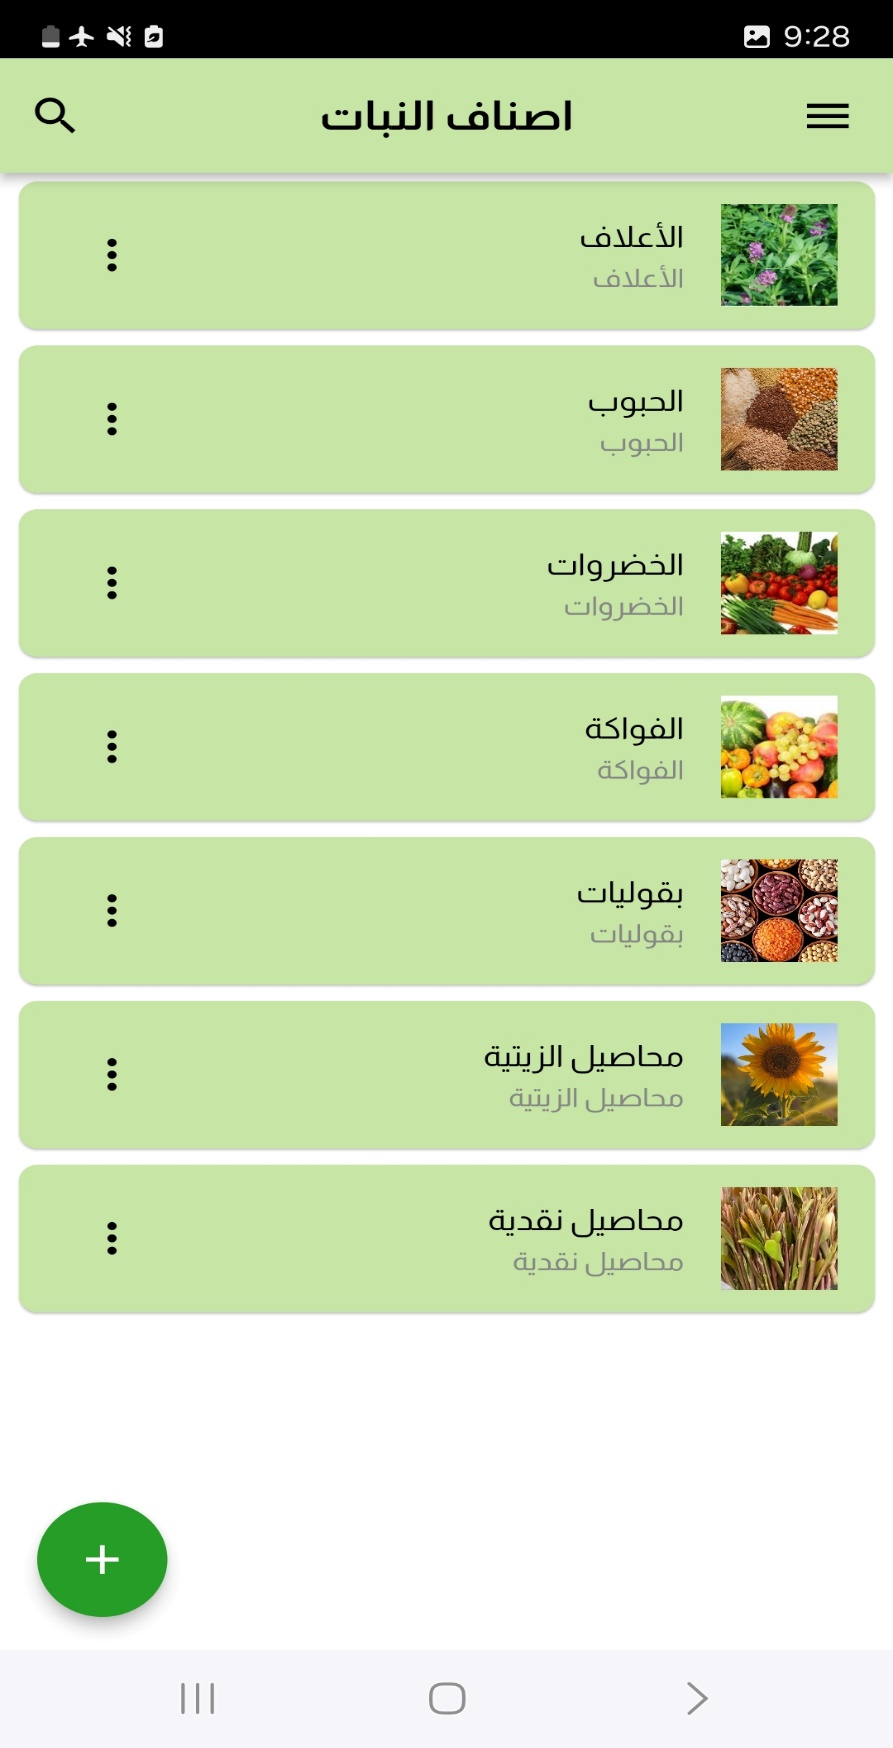 9:28
اصناف النبات
الأعلاف
الأعلاف
الحبوب
الحبوب
الخضروات
الخضروات
الفواكة
الفواكة
بقوليات
بقوليات
محاصيل الزيتية
محاصيل الزيتية
محاصيل نقدية
محاصيل نقدية